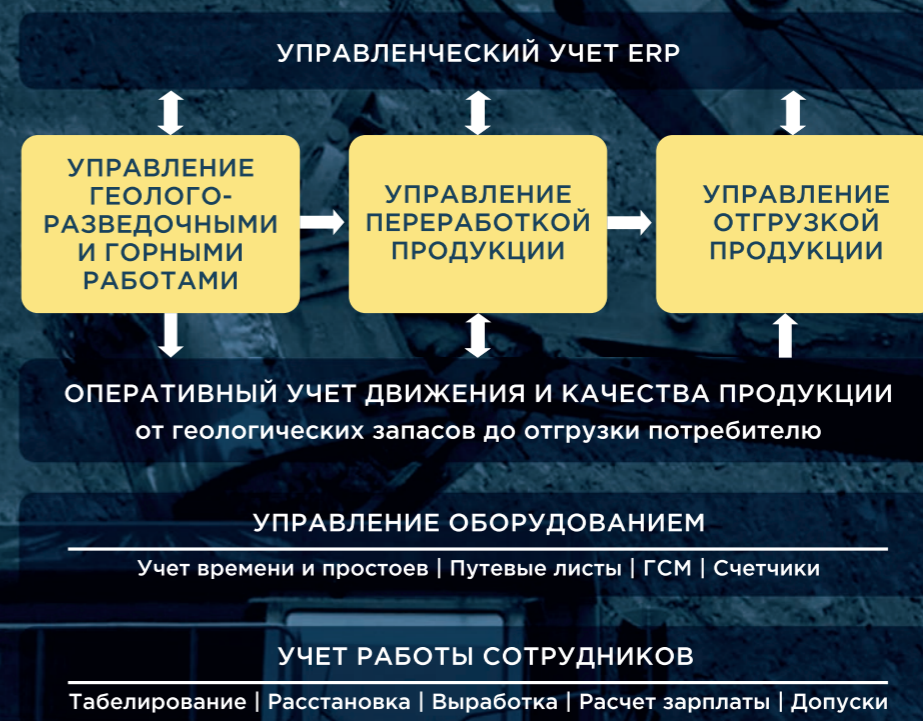 УПРАВЛЕНЧЕСКИЙ УЧЕТ ERP
УПРАВЛЕНИЕ
ГЕОЛОГО-
РАЗВЕДОЧНЫМИ
И ГОРНЫМИ
РАБОТАМИ
УПРАВЛЕНИЕ
ПЕРЕРАБОТКОЙ
ПРОДУКЦИИ
УПРАВЛЕНИЕ
ОТГРУЗКОЙ
ПРОДУКЦИИ
ОПЕРАТИВНЫЙ УЧЕТ ДВИЖЕНИЯ И КАЧЕСТВА ПРОДУКЦИИ
от геологических запасов до отгрузки потребителю
УПРАВЛЕНИЕ ОБОРУДОВАНИЕМ
Учет времени и простоев | Путевые листы | ГСМ | Счетчики
УЧЕТ РАБОТЫ СОТРУДНИКОВ
Табелирование | Расстановка | Выработка | Расчет зарплаты | Допуски